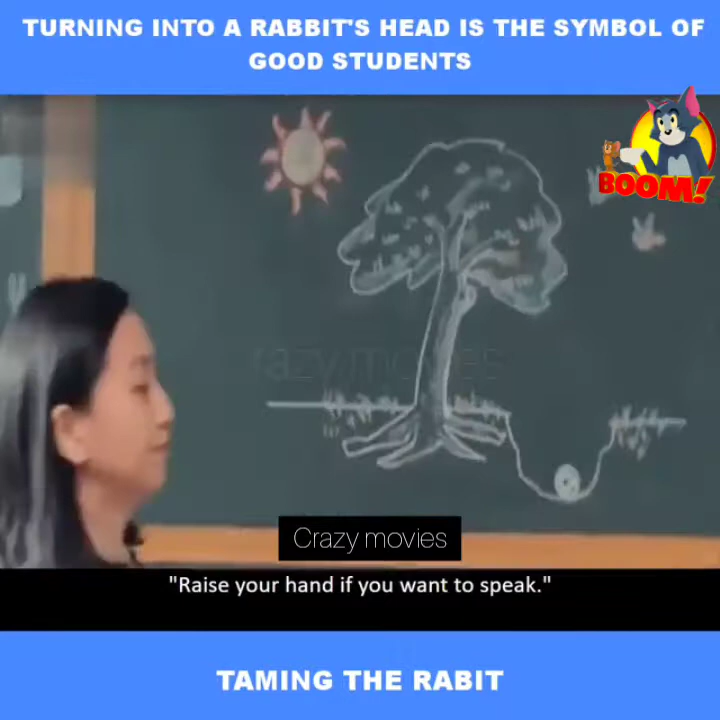 TURNING INTO A RABBIT'S HEAD IS THE SYMBOL OF
GOOD STUDENTS
BOOM!
Crazy movies
"Raise your hand if you want to speak."
TAMING THE RABIT